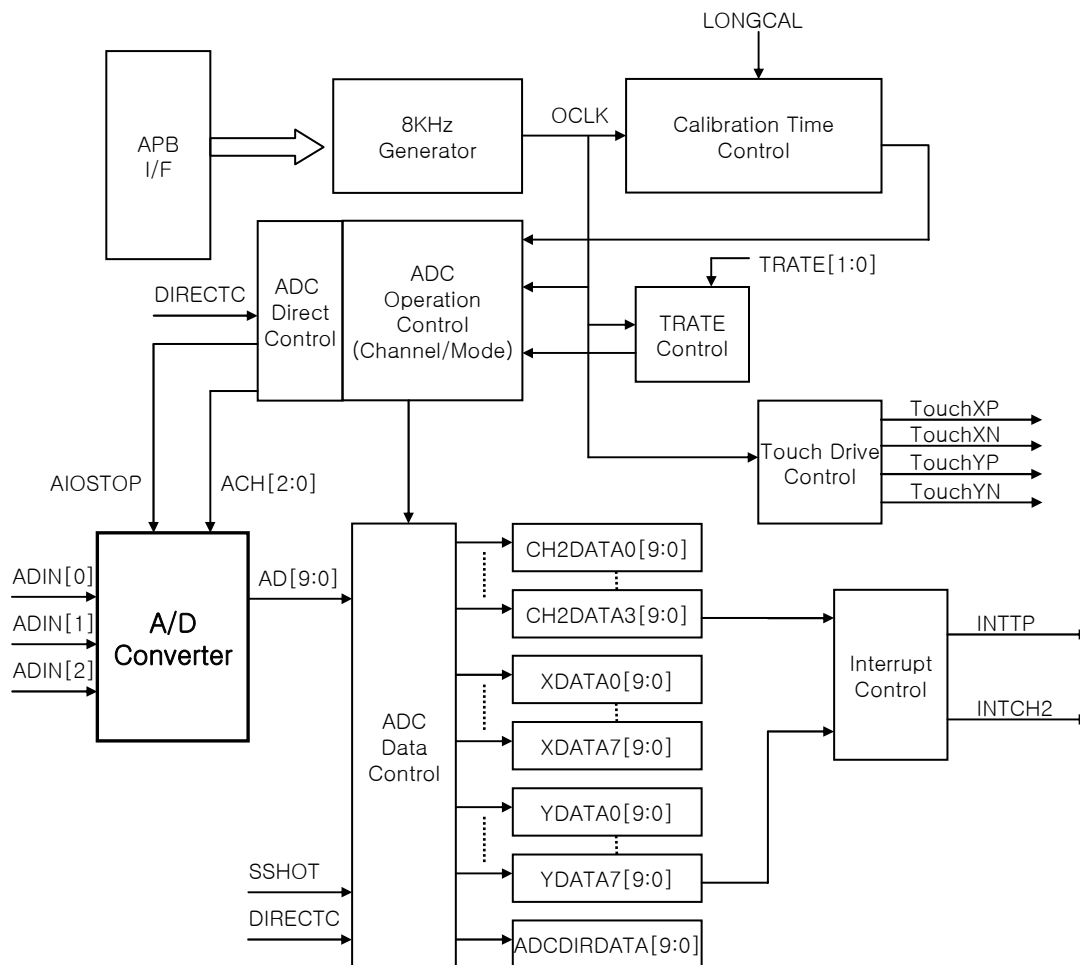 LONGCAL
APB
I/F
8KHz
Generator
OCLK
Calibration Time
Control
DIRECTC
ADC
Direct
Control
ADC
Operation
Control
(Channel/Mode)
TRATE[1:0]
TRATE
Control
Touch Drive
Control
TouchXP
TouchXN
TouchYP
TouchYN
AIOSTOP
ACH[2:0]
ADIN[0]
ADIN[1]
ADIN[2]
A/D
Converter
AD[9:0]
ADC
Data
Control
CH2DATA0[9:0]
CH2DATA3[9:0]
XDATA0[9:0]
XDATA7[9:0]
YDATA0[9:0]
YDATA7[9:0]
ADCDIRDATA[9:0]
Interrupt
Control
INTTP
INTCH2
SSHOT
DIRECTC